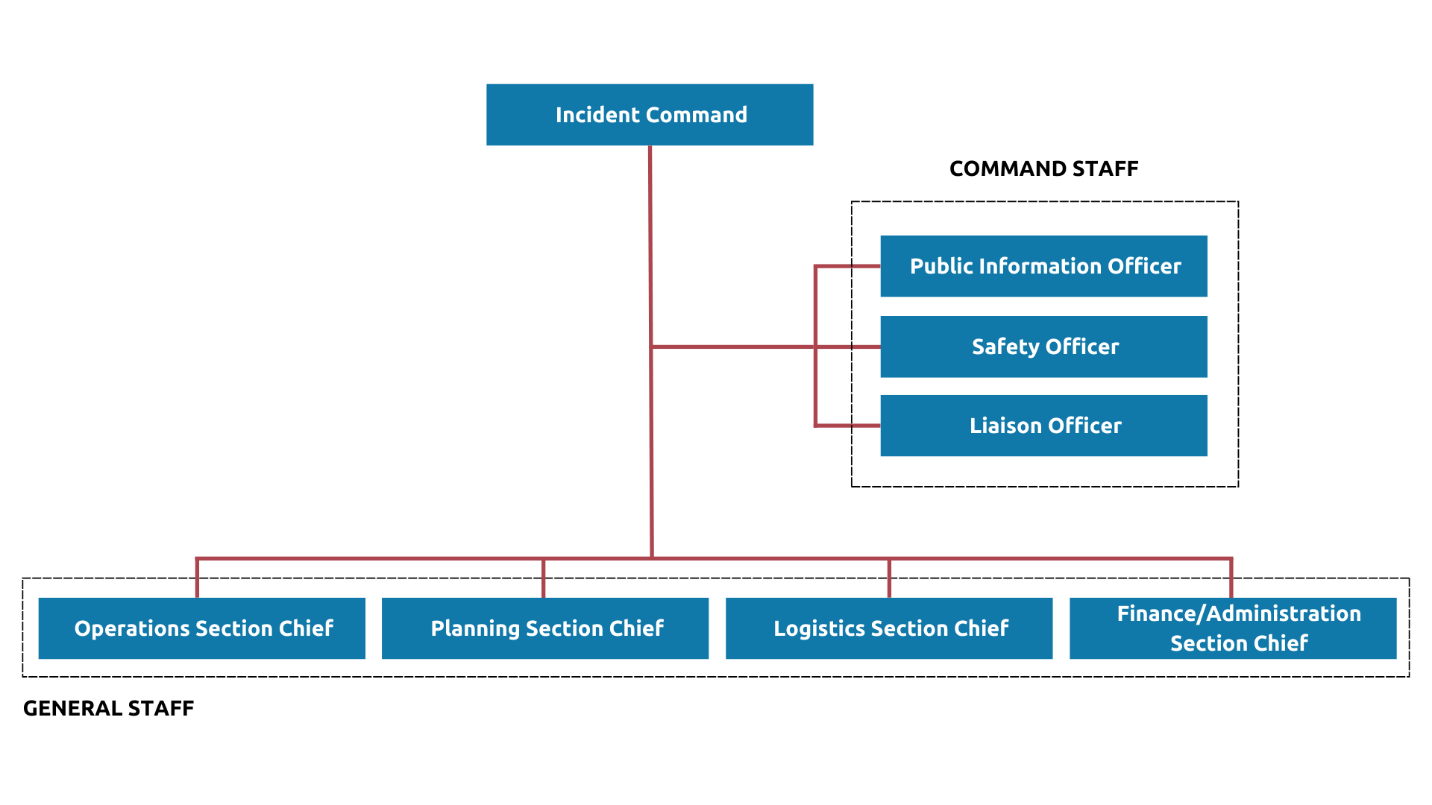 Incident Command
COMMAND STAFF
Public Information Officer
Safety Officer
Liaison Officer
Operations Section Chief
Planning Section Chief
Logistics Section Chief
Finance/Administration
Section Chief
GENERAL STAFF